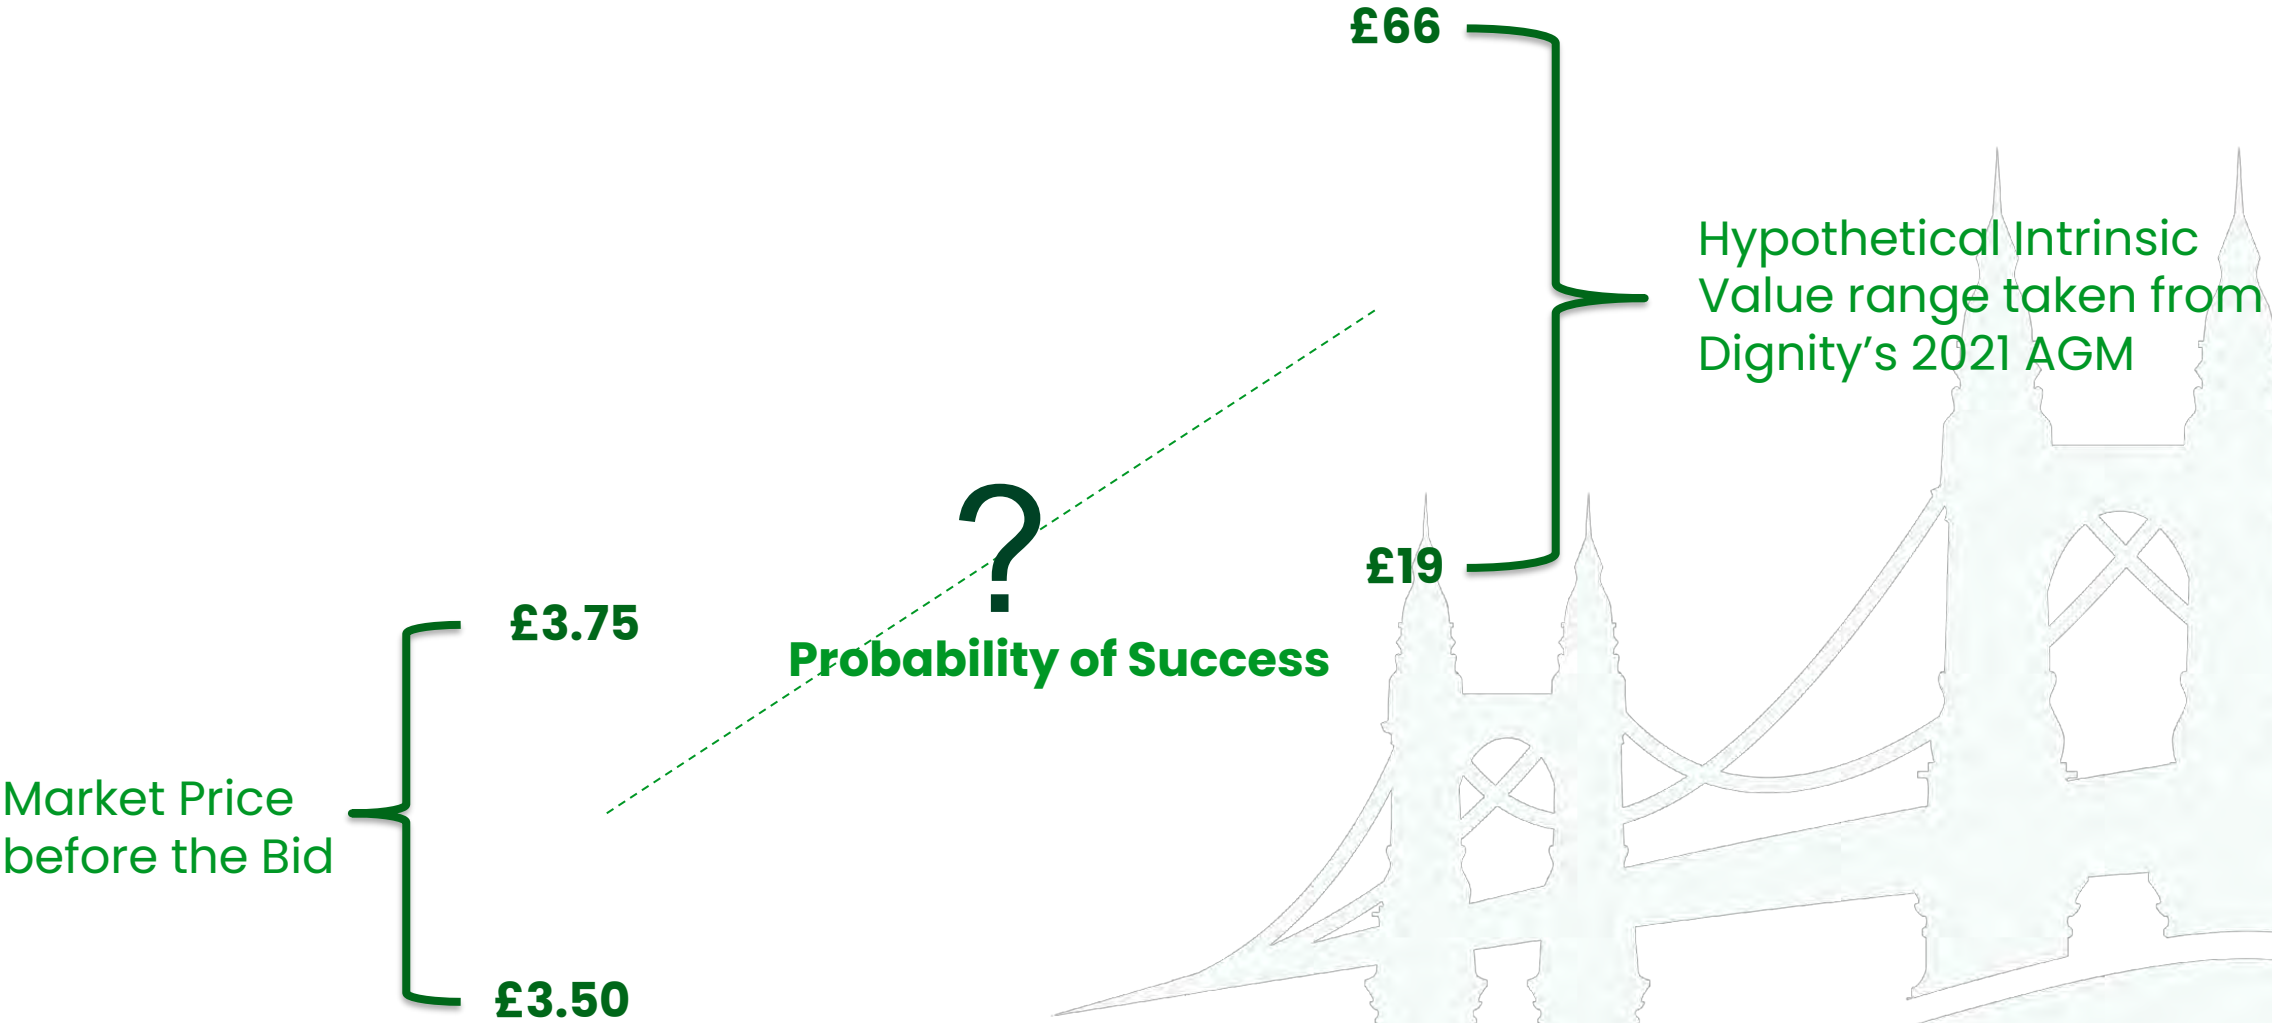 £66
Hypothetical Intrinsic
Value range taken from
Dignity’s 2021 AGM
?
£19
£3.75
Probability of Success
Market Price
before the Bid
£3.50